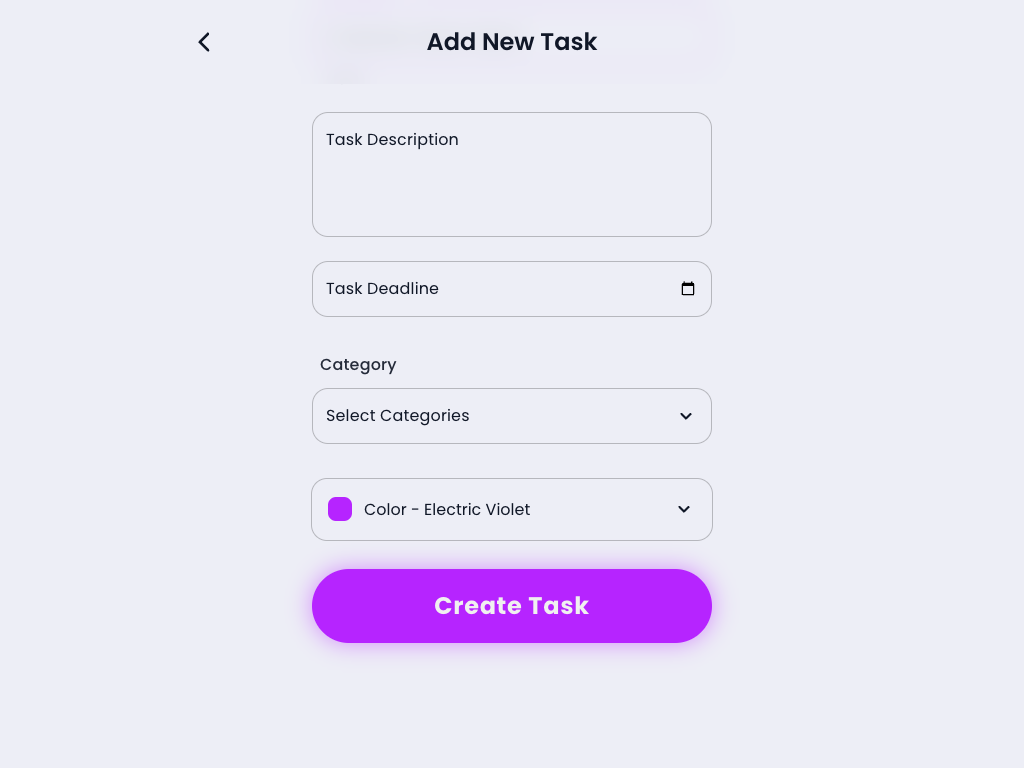 Add New Task
Task Description
Task Deadline
Category
Select Categories
Color - Electric Violet
Create Task